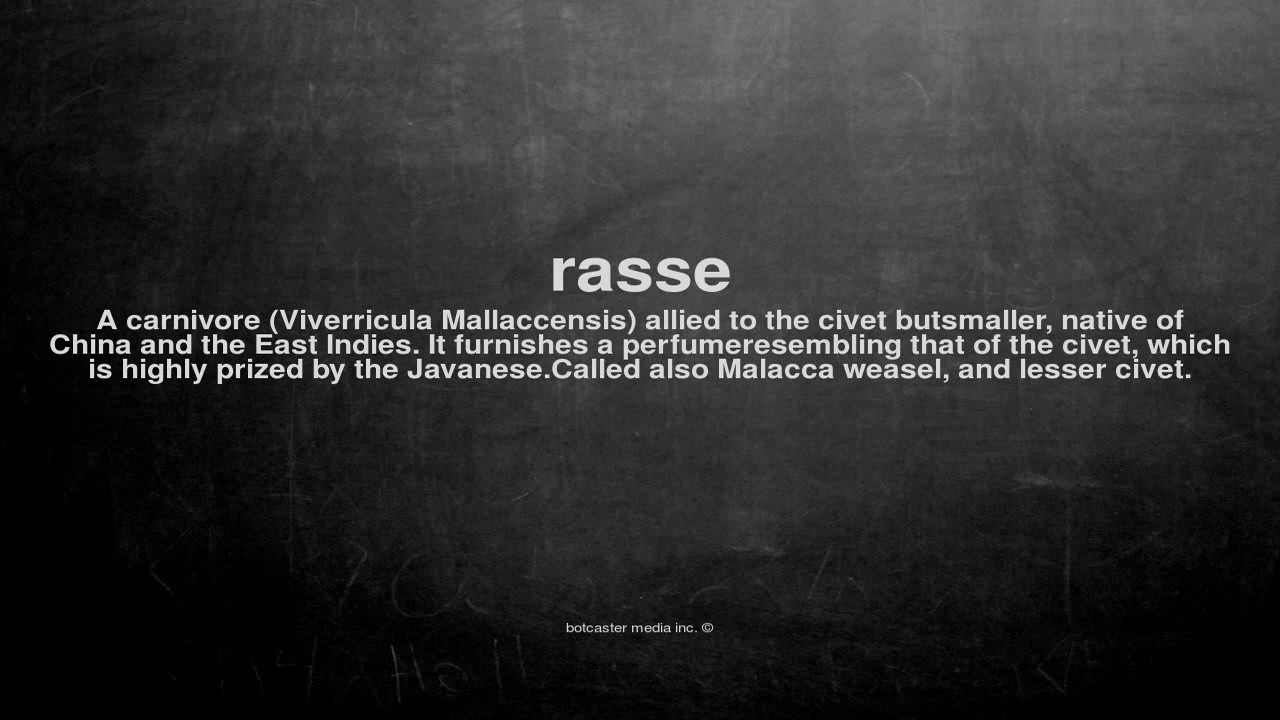 rasse
A carnivore (Viverricula Mallaccensis) allied to the civet butsmaller, native of
China and the East Indies. It furnishes a perfumeresembling that of the civet, which
is highly prized by the Javanese.Called also Malacca weasel, and lesser civet.
botcaster media inc. ©